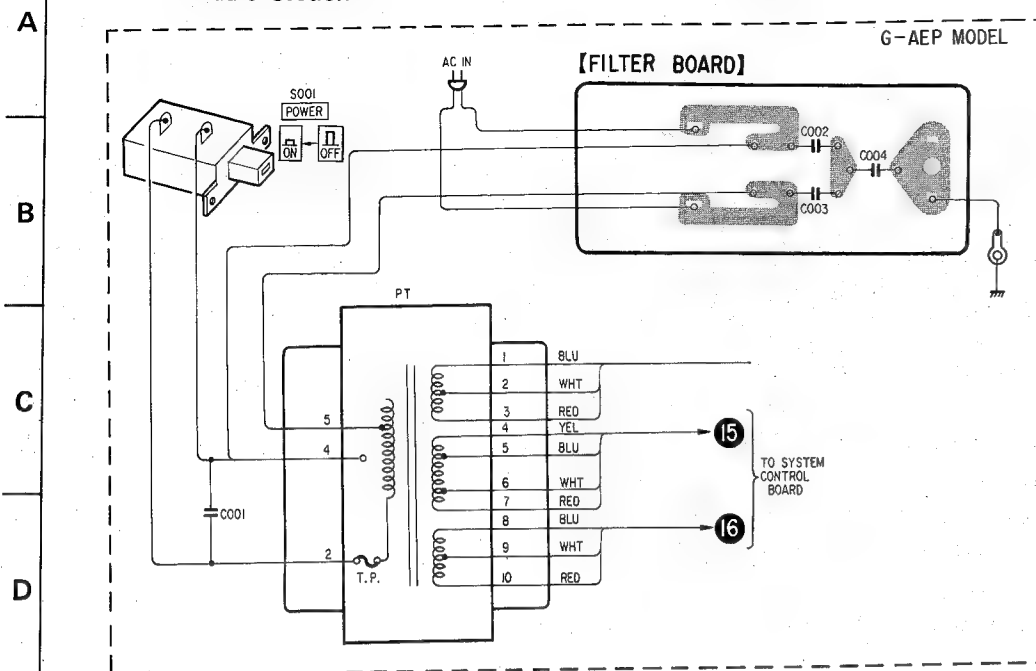 A
G-AEP MODEL
AC IN
【FILTER BOARD】
S001
POWER
ON
OFF
C002
C004
C003
B
PT
1 BLU
2 WHT
3 RED
C
5
4 YEL
15
5 BLU
4
6 WHT
TO SYSTEM
CONTROL
BOARD
7 RED
C001
8 BLU
16
9 WHT
2
T.P.
10 RED
D